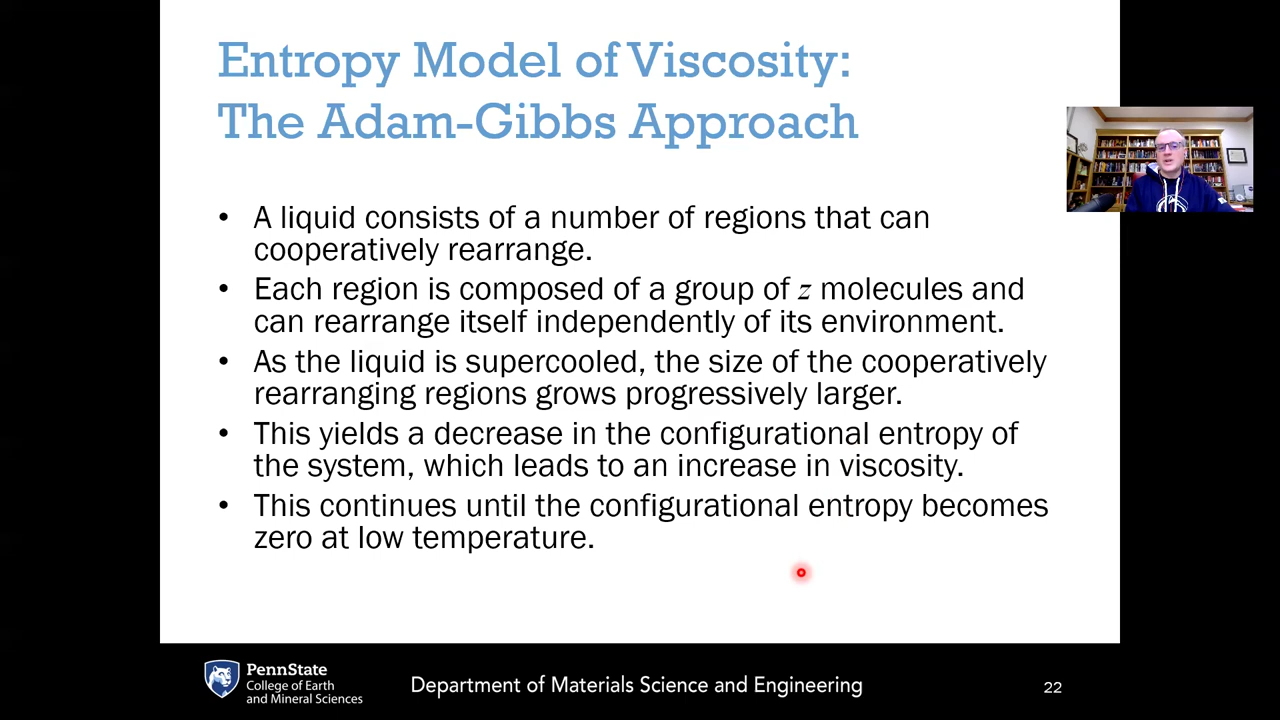 Entropy Model of Viscosity:
The Adam-Gibbs Approach
• A liquid consists of a number of regions that can
cooperatively rearrange.
• Each region is composed of a group of z molecules and
can rearrange itself independently of its environment.
• As the liquid is supercooled, the size of the cooperatively
rearranging regions grows progressively larger.
• This yields a decrease in the configurational entropy of
the system, which leads to an increase in viscosity.
• This continues until the configurational entropy becomes
zero at low temperature.
PennState
College of Earth
and Mineral Sciences
Department of Materials Science and Engineering
22